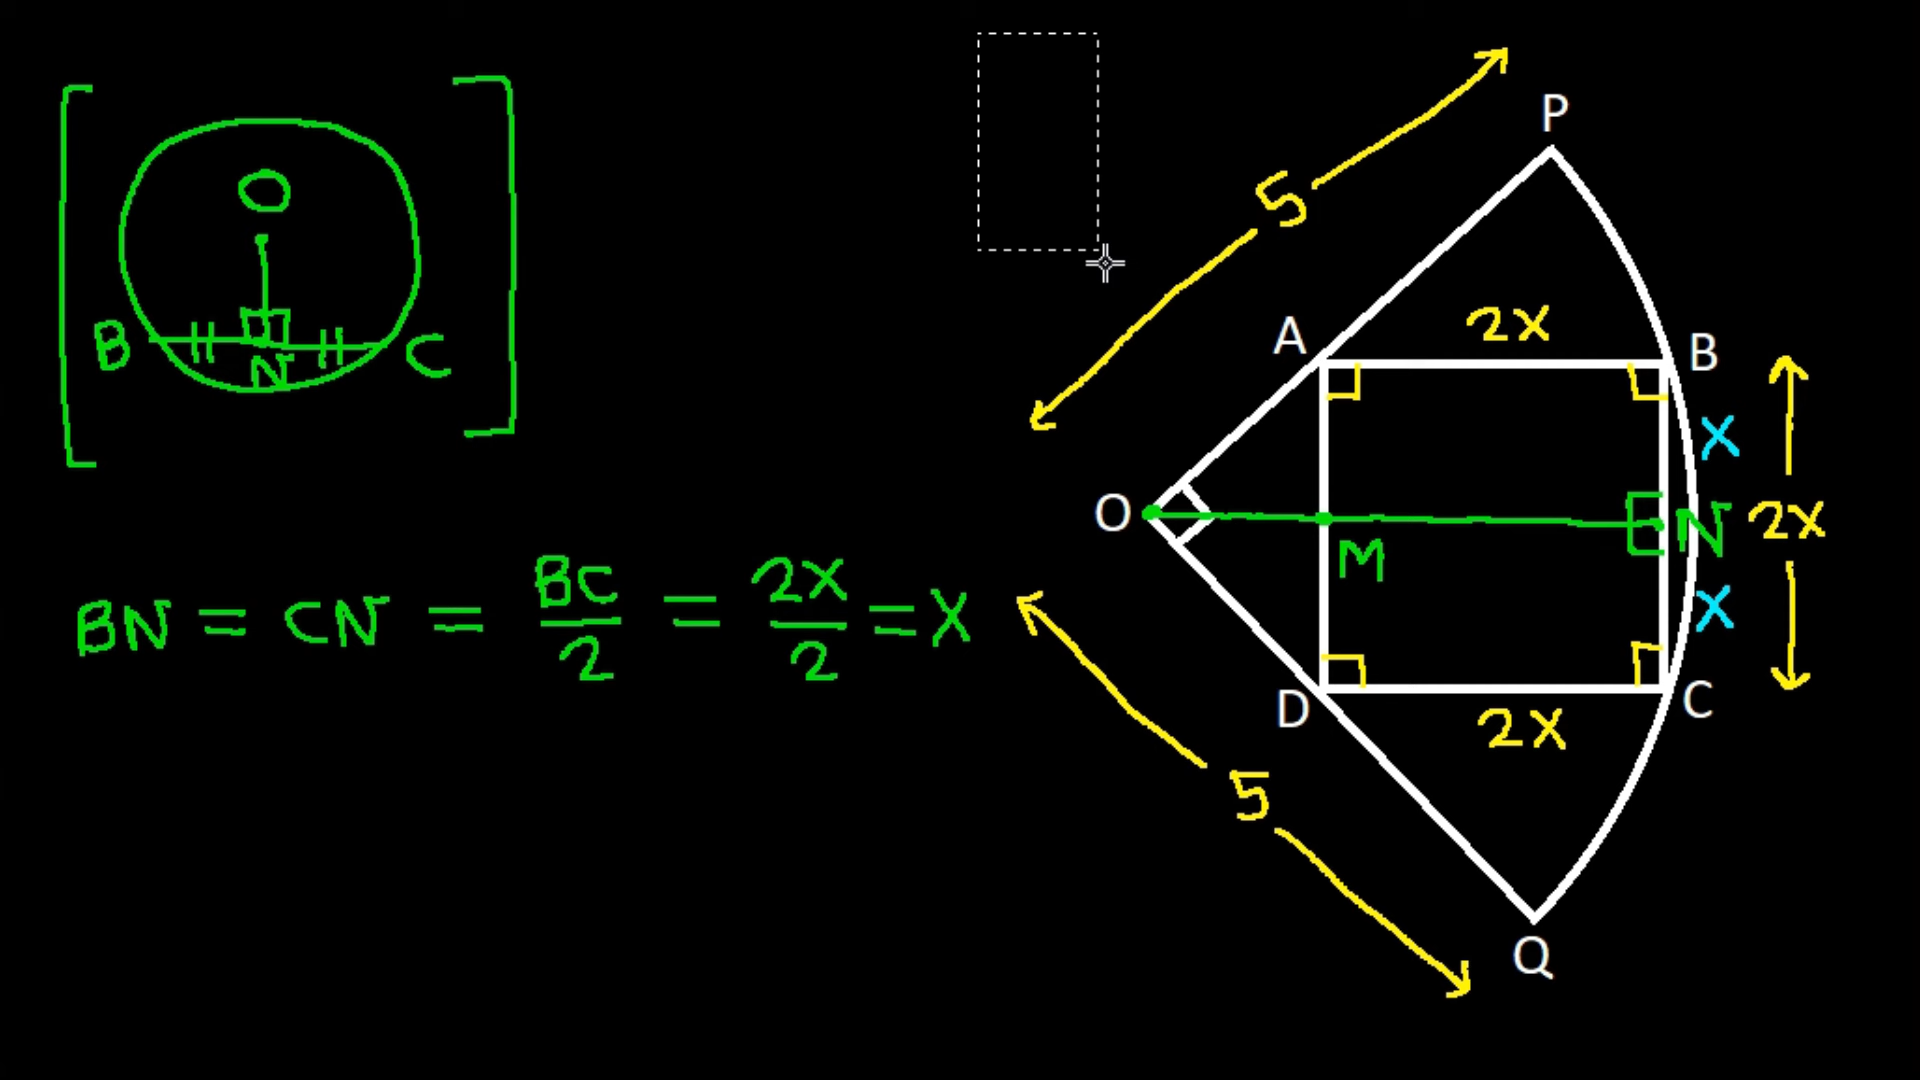 O
B N C
BN = CN = BC/2 = 2X/2 = X
P
5
A 2X B
X
O M N 2X
X
D 2X C
5
Q